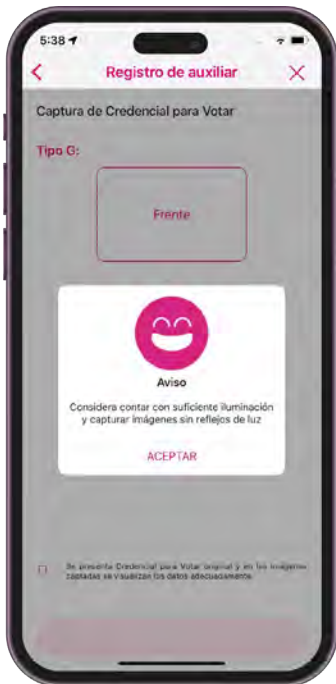 5:38
Registro de auxiliar
Captura de Credencial para Votar
Tipo G:
Frente
Aviso
Considera contar con suficiente iluminación
y capturar imágenes sin reflejos de luz
ACEPTAR
Se presenta Credencial para Votar original y en las imágenes
captadas se visualizan los datos adecuadamente.